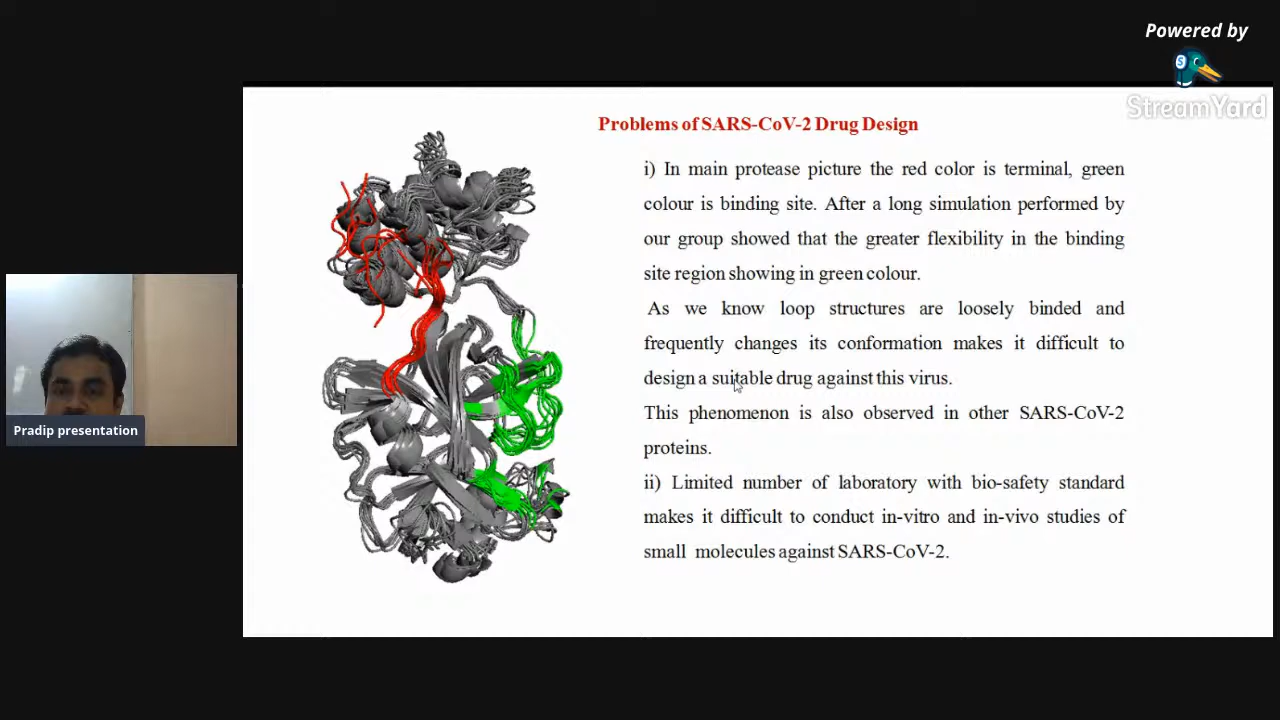 Powered by
StreamYard
Problems of SARS-CoV-2 Drug Design
i) In main protease picture the red color is terminal, green
colour is binding site. After a long simulation performed by
our group showed that the greater flexibility in the binding
site region showing in green colour.
As we know loop structures are loosely binded and
frequently changes its conformation makes it difficult to
design a suitable drug against this virus.
This phenomenon is also observed in other SARS-CoV-2
proteins.
ii) Limited number of laboratory with bio-safety standard
makes it difficult to conduct in-vitro and in-vivo studies of
small molecules against SARS-CoV-2.
Pradip presentation